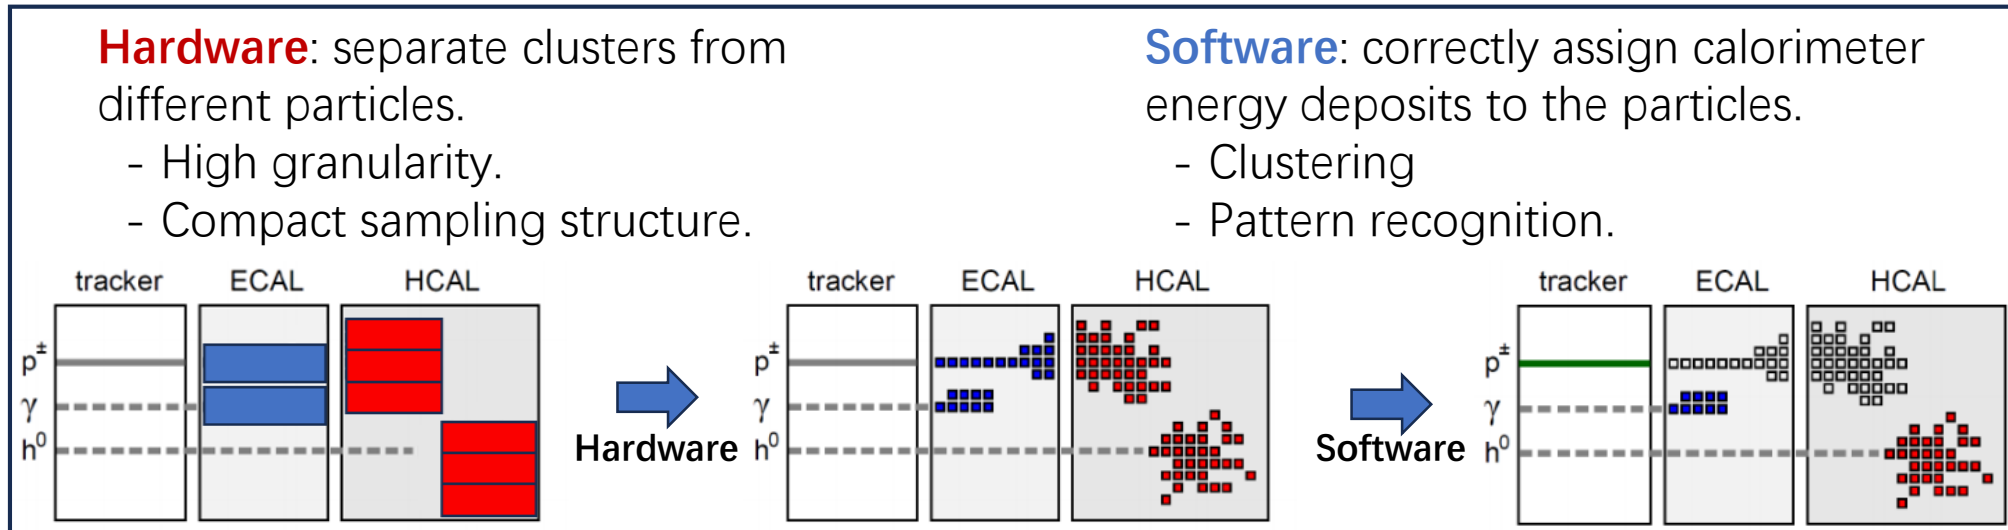 Hardware: separate clusters from
different particles.
- High granularity.
- Compact sampling structure.
Software: correctly assign calorimeter
energy deposits to the particles.
- Clustering
- Pattern recognition.
tracker ECAL HCAL
p±
γ
h⁰
Hardware
tracker ECAL HCAL
p±
γ
h⁰
Software
tracker ECAL HCAL
p±
γ
h⁰